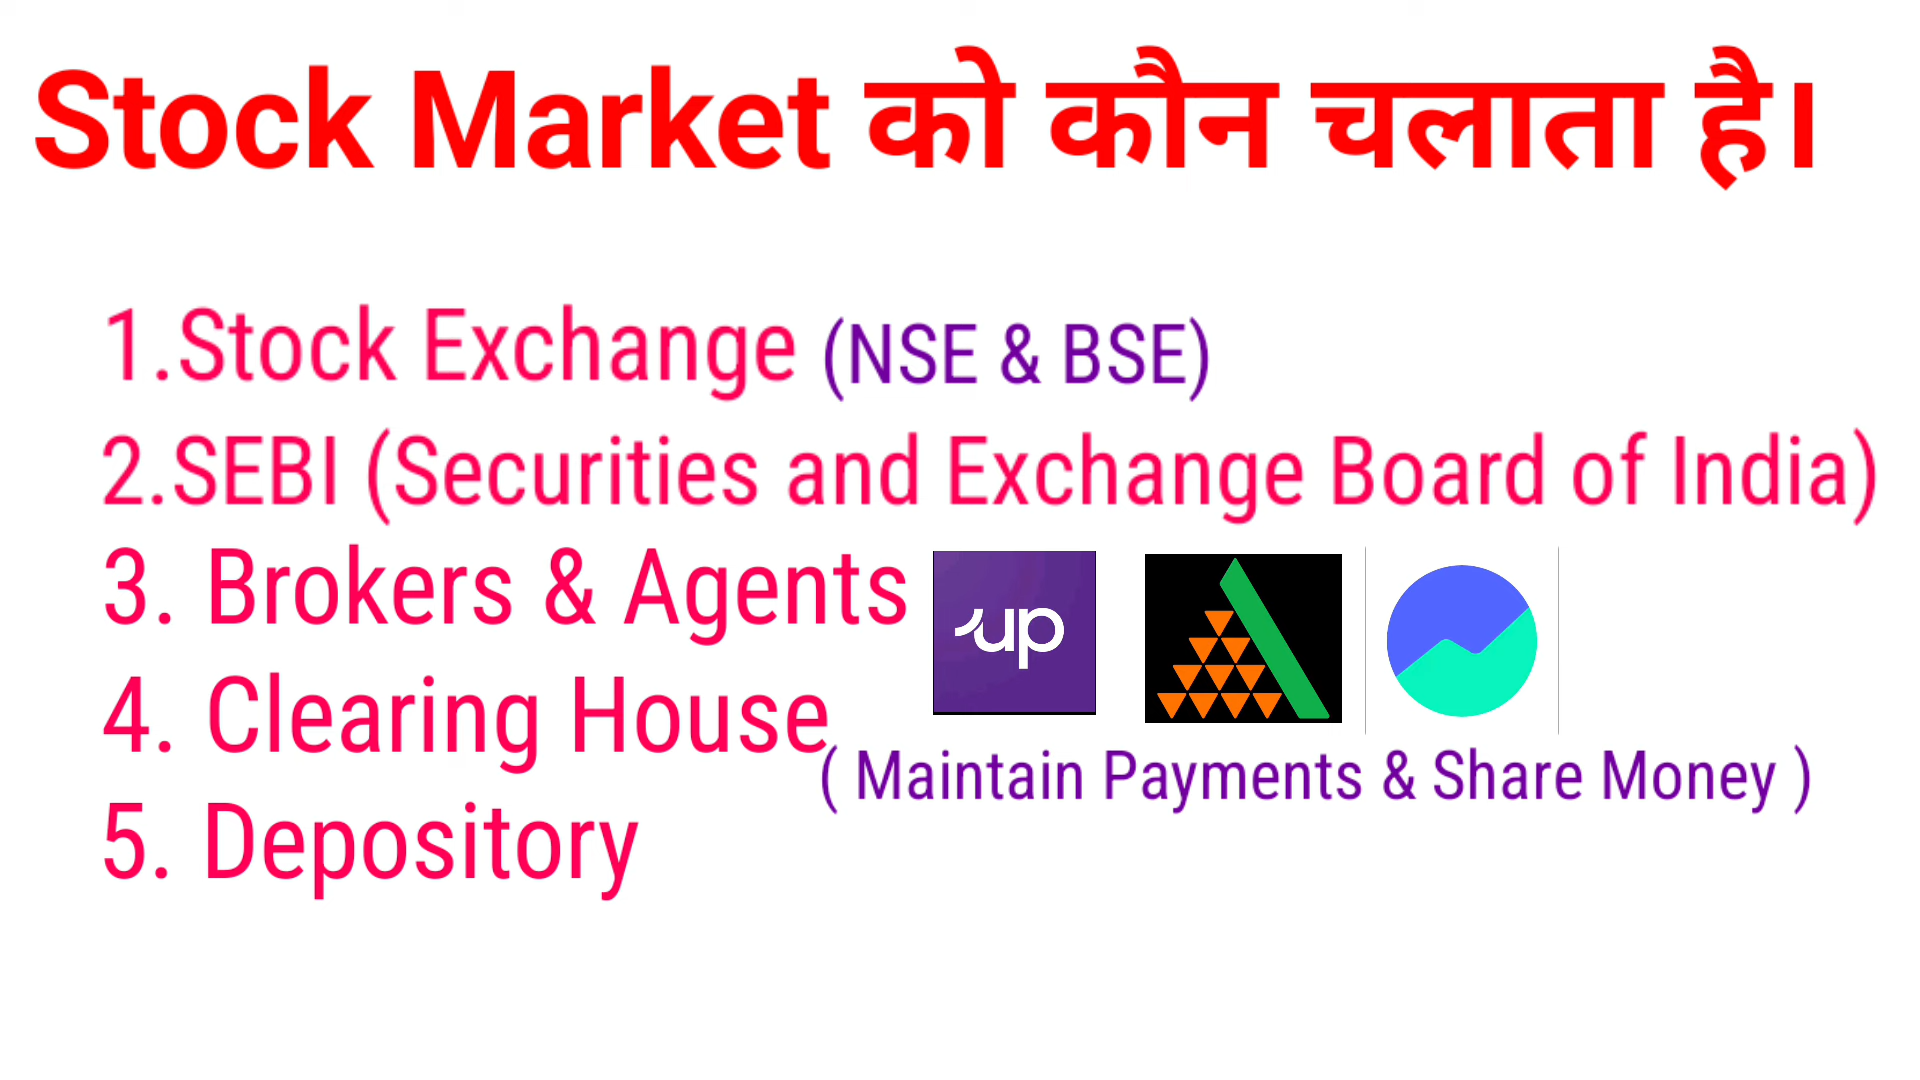 Stock Market को कौन चलाता है।
1.Stock Exchange (NSE & BSE)
2.SEBI (Securities and Exchange Board of India)
3. Brokers & Agents
up
4. Clearing House
( Maintain Payments & Share Money )
5. Depository